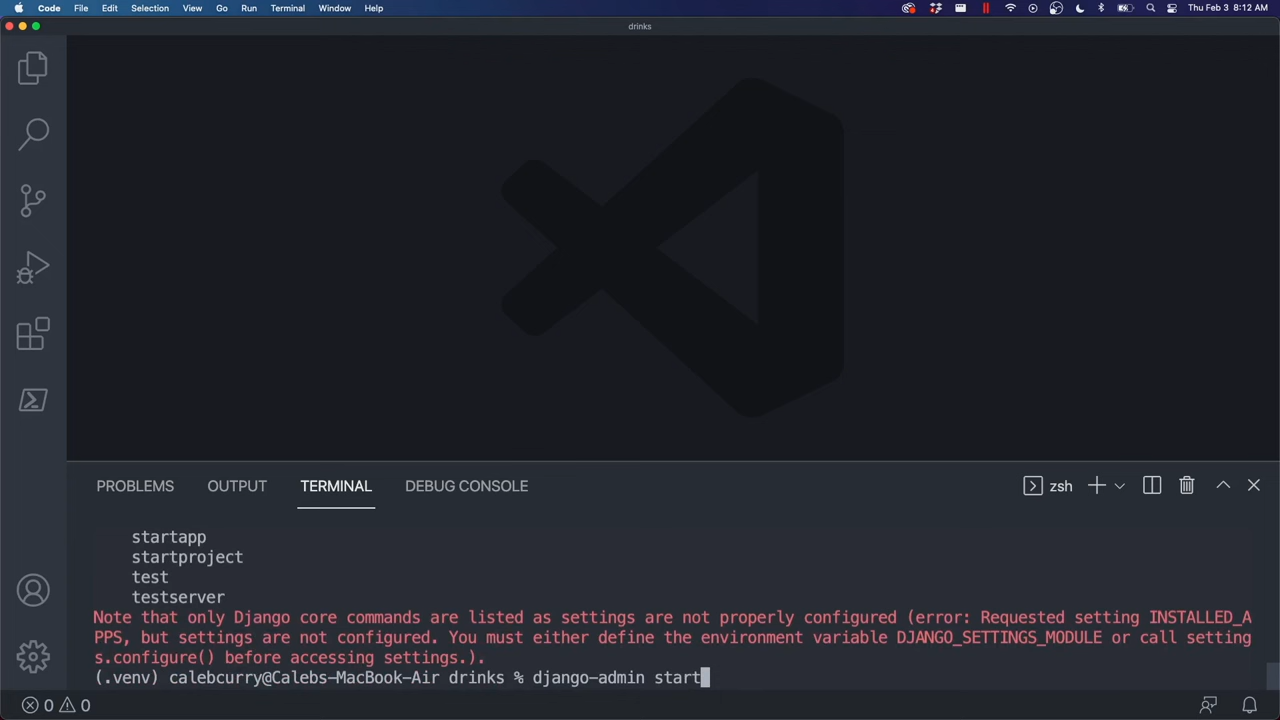 Code File Edit Selection View Go Run Terminal Window Help Thu Feb 3 8:12 AM
drinks
PROBLEMS OUTPUT TERMINAL DEBUG CONSOLE zsh
startapp
startproject
test
testserver
Note that only Django core commands are listed as settings are not properly configured (error: Requested setting INSTALLED_A
PPS, but settings are not configured. You must either define the environment variable DJANGO_SETTINGS_MODULE or call setting
s.configure() before accessing settings.).
(.venv) calebcurry@Calebs-MacBook-Air drinks % django-admin start
0 0